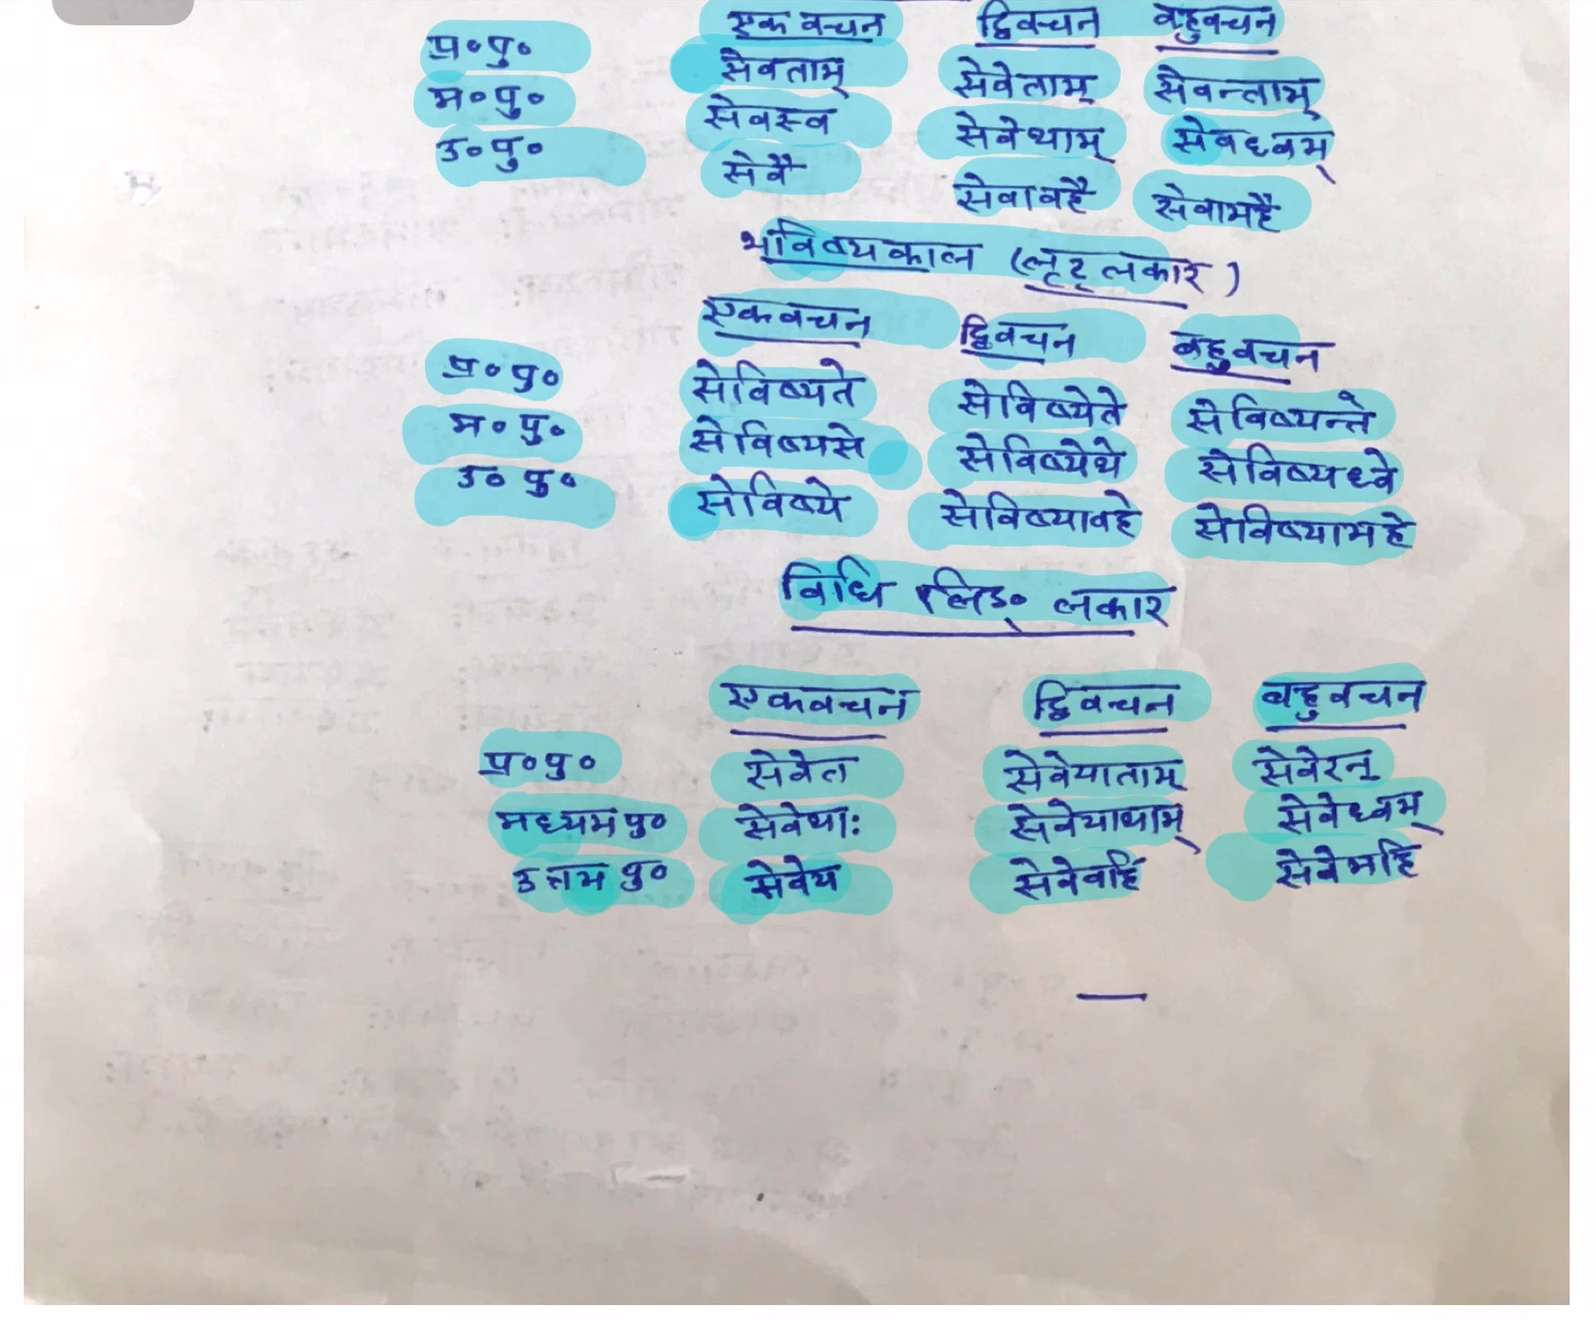 एकवचन द्विवचन बहुवचन
प्र०पु० सेवताम् सेवेताम् सेवन्ताम्
म०पु० सेवस्व सेवेथाम् सेवध्वम्
उ०पु० सेवै सेवावहै सेवामहै
भविष्यकाल (लृट् लकार)
एकवचन द्विवचन बहुवचन
प्र०पु० सेविष्यते सेविष्येते सेविष्यन्ते
म०पु० सेविष्यसे सेविष्येथे सेविष्यध्वे
उ०पु० सेविष्ये सेविष्यावहे सेविष्यामहे
विधि लिङ् लकार
एकवचन द्विवचन बहुवचन
प्र०पु० सेवेत सेवेयाताम् सेवेरन्
मध्यम पु० सेवेथाः सेवेयाथाम् सेवेध्वम्
उत्तम पु० सेवेय सेवेवहि सेवेमहि